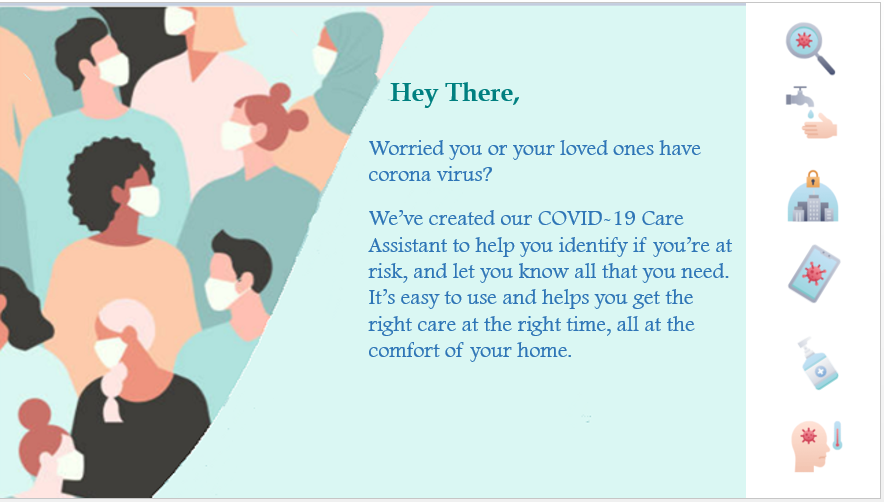 Hey There,
Worried you or your loved ones have
corona virus?
We’ve created our COVID-19 Care
Assistant to help you identify if you’re at
risk, and let you know all that you need.
It’s easy to use and helps you get the
right care at the right time, all at the
comfort of your home.